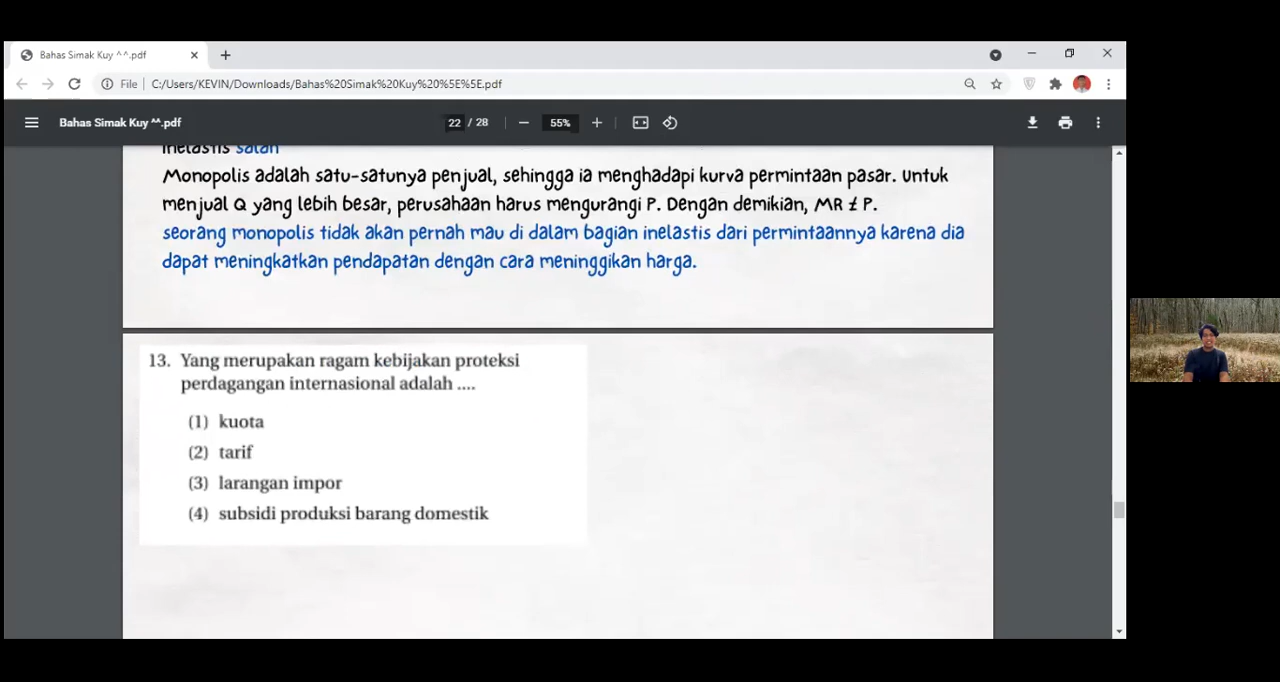 Bahas Simak Kuy ^^.pdf
File
C:/Users/KEVIN/Downloads/Bahas%20Simak%20Kuy%20%5E%5E.pdf
Bahas Simak Kuy ^^.pdf
22 / 28
55%
inelastis salah
Monopolis adalah satu-satunya penjual, sehingga ia menghadapi kurva permintaan pasar. Untuk
menjual Q yang lebih besar, perusahaan harus mengurangi P. Dengan demikian, MR ≠ P.
seorang monopolis tidak akan pernah mau di dalam bagian inelastis dari permintaannya karena dia
dapat meningkatkan pendapatan dengan cara meninggikan harga.
13. Yang merupakan ragam kebijakan proteksi
perdagangan internasional adalah ....
(1) kuota
(2) tarif
(3) larangan impor
(4) subsidi produksi barang domestik